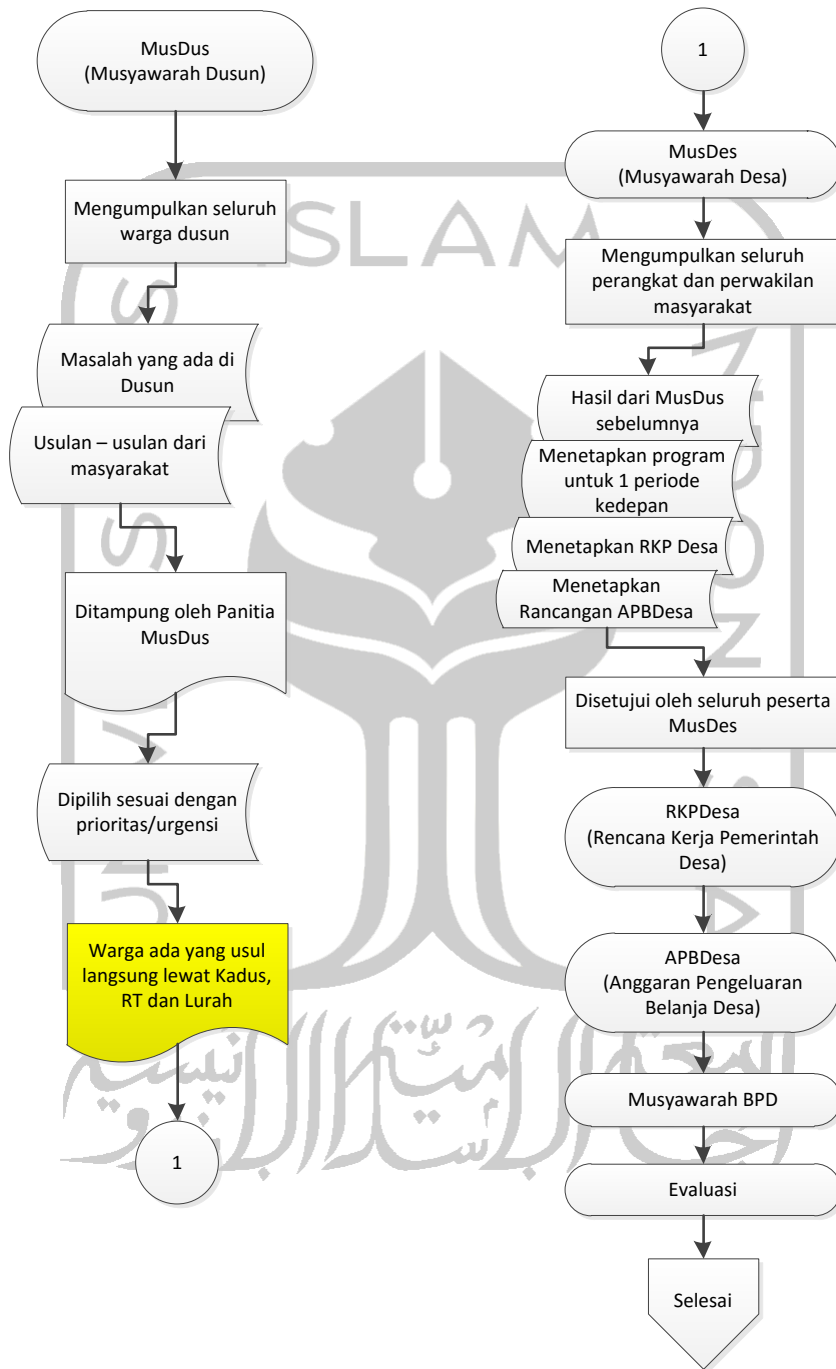 MusDus
(Musyawarah Dusun)
Mengumpulkan seluruh
warga dusun
Masalah yang ada di
Dusun
Usulan – usulan dari
masyarakat
Ditampung oleh Panitia
MusDus
Dipilih sesuai dengan
prioritas/urgensi
Warga ada yang usul
langsung lewat Kadus,
RT dan Lurah
1
1
MusDes
(Musyawarah Desa)
Mengumpulkan seluruh
perangkat dan perwakilan
masyarakat
Hasil dari MusDus
sebelumnya
Menetapkan program
untuk 1 periode
kedepan
Menetapkan RKP Desa
Menetapkan
Rancangan APBDesa
Disetujui oleh seluruh peserta
MusDes
RKPDesa
(Rencana Kerja Pemerintah
Desa)
APBDesa
(Anggaran Pengeluaran
Belanja Desa)
Musyawarah BPD
Evaluasi
Selesai
ISLAM